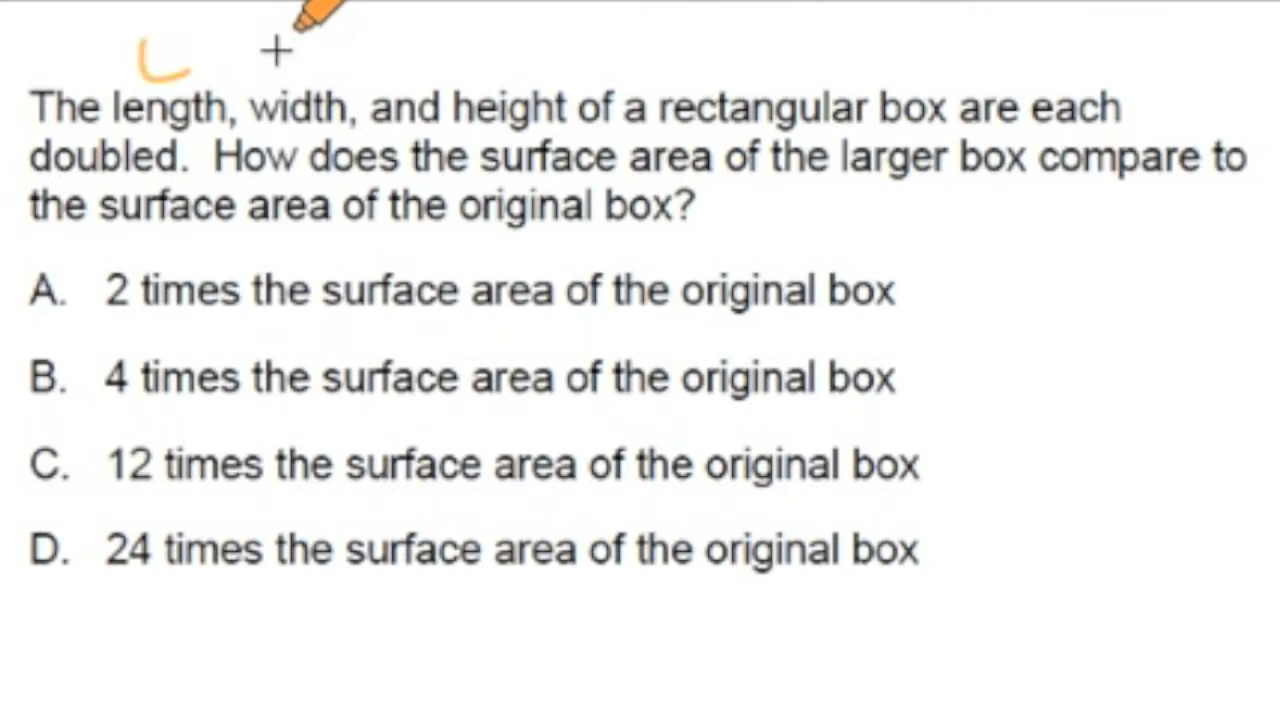 L
The length, width, and height of a rectangular box are each
doubled. How does the surface area of the larger box compare to
the surface area of the original box?
A. 2 times the surface area of the original box
B. 4 times the surface area of the original box
C. 12 times the surface area of the original box
D. 24 times the surface area of the original box